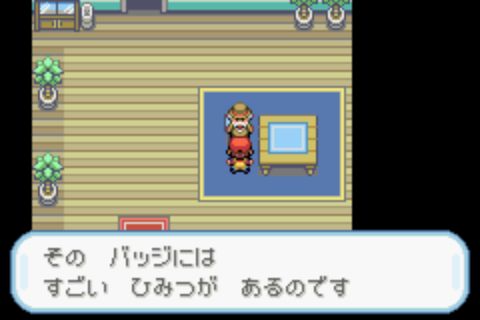 その　バッジには
すごい　ひみつが　あるのです